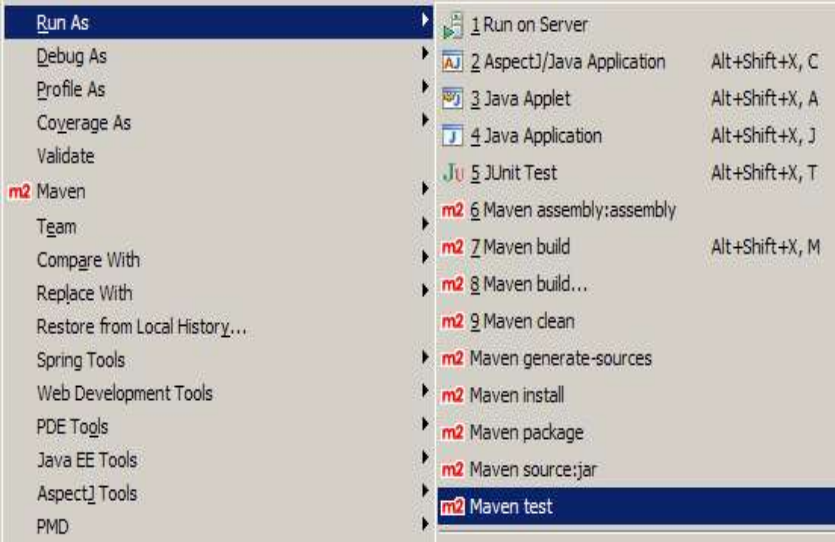 Run As
Debug As
Profile As
Coverage As
Validate
m2 Maven
Team
Compare With
Replace With
Restore from Local History...
Spring Tools
Web Development Tools
PDE Tools
Java EE Tools
AspectJ Tools
PMD
1 Run on Server
AJ 2 AspectJ/Java Application Alt+Shift+X, C
3 Java Applet Alt+Shift+X, A
J 4 Java Application Alt+Shift+X, J
JU 5 JUnit Test Alt+Shift+X, T
m2 6 Maven assembly:assembly
m2 7 Maven build Alt+Shift+X, M
m2 8 Maven build...
m2 9 Maven clean
m2 Maven generate-sources
m2 Maven install
m2 Maven package
m2 Maven source:jar
m2 Maven test